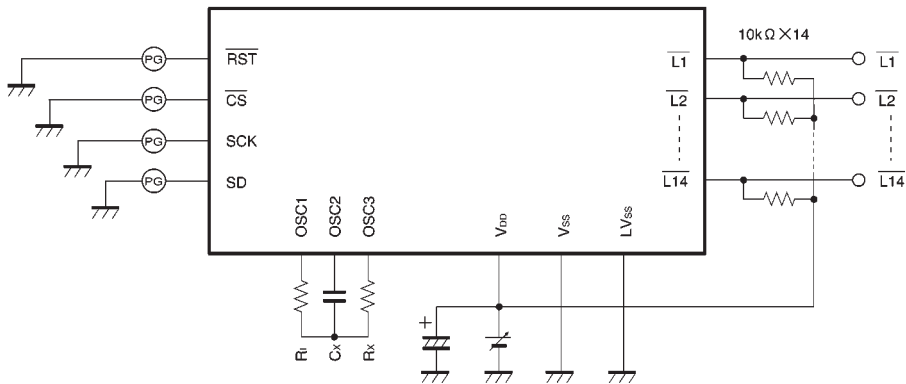 10kΩ×14
PG
RST
L1
L1
PG
CS
L2
L2
PG
SCK
PG
SD
L14
L14
OSC1
OSC2
OSC3
VDD
VSS
LVSS
+
RI
CX
RX